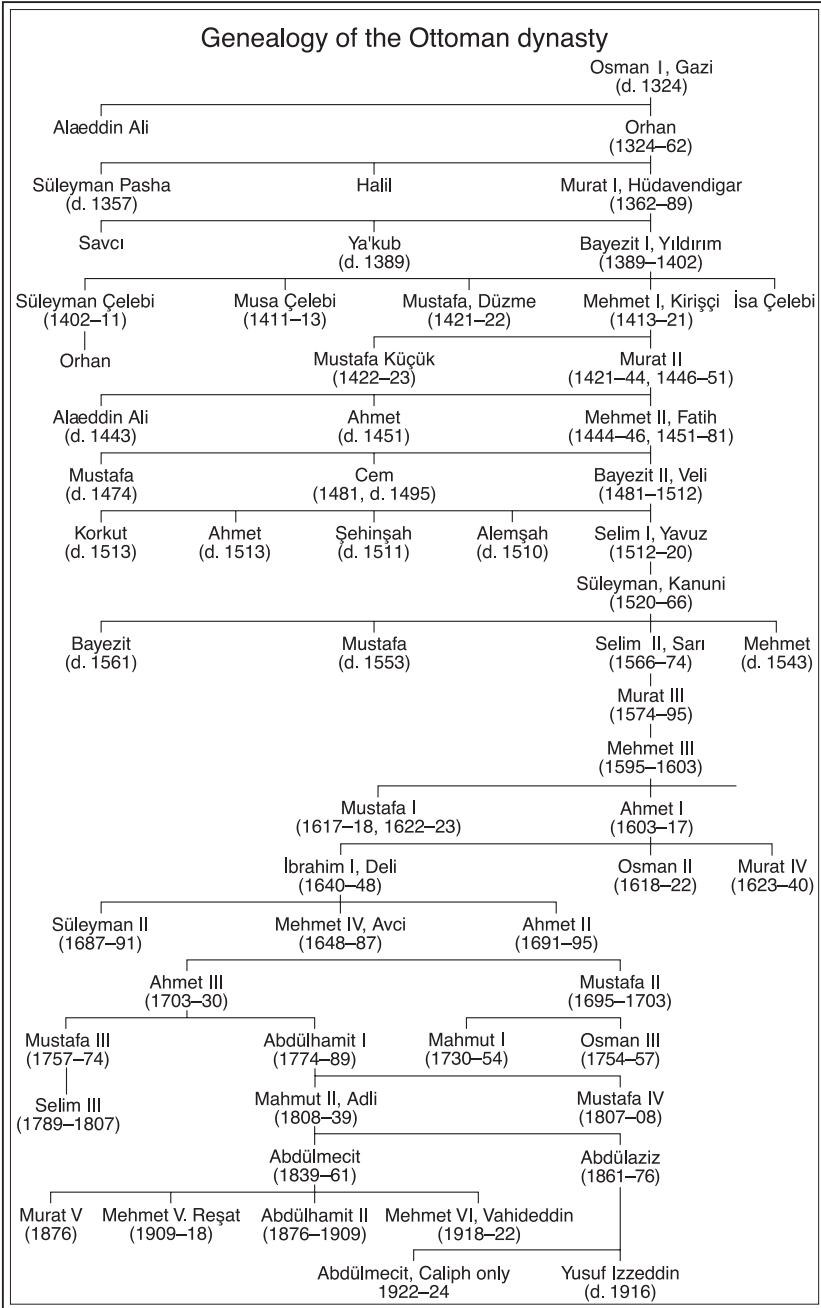 Genealogy of the Ottoman dynasty
Osman I, Gazi
(d. 1324)
Alaeddin Ali
Orhan
(1324–62)
Süleyman Pasha
(d. 1357)
Halil
Murat I, Hüdavendigar
(1362–89)
Savcı
Ya'kub
(d. 1389)
Bayezit I, Yıldırım
(1389–1402)
Süleyman Çelebi
(1402–11)
Musa Çelebi
(1411–13)
Mustafa, Düzme
(1421–22)
Mehmet I, Kirişçi
(1413–21)
İsa Çelebi
Orhan
Mustafa Küçük
(1422–23)
Murat II
(1421–44, 1446–51)
Alæddin Ali
(d. 1443)
Ahmet
(d. 1451)
Mehmet II, Fatih
(1444–46, 1451–81)
Mustafa
(d. 1474)
Cem
(1481, d. 1495)
Bayezit II, Veli
(1481–1512)
Korkut
(d. 1513)
Ahmet
(d. 1513)
Şehinşah
(d. 1511)
Alemşah
(d. 1510)
Selim I, Yavuz
(1512–20)
Süleyman, Kanuni
(1520–66)
Bayezit
(d. 1561)
Mustafa
(d. 1553)
Selim II, Sarı
(1566–74)
Mehmet
(d. 1543)
Murat III
(1574–95)
Mehmet III
(1595–1603)
Mustafa I
(1617–18, 1622–23)
Ahmet I
(1603–17)
İbrahim I, Deli
(1640–48)
Osman II
(1618–22)
Murat IV
(1623–40)
Süleyman II
(1687–91)
Mehmet IV, Avci
(1648–87)
Ahmet II
(1691–95)
Ahmet III
(1703–30)
Mustafa II
(1695–1703)
Mustafa III
(1757–74)
Abdülhamit I
(1774–89)
Mahmut I
(1730–54)
Osman III
(1754–57)
Selim III
(1789–1807)
Mahmut II, Adli
(1808–39)
Mustafa IV
(1807–08)
Abdülmecit
(1839–61)
Abdülaziz
(1861–76)
Murat V
(1876)
Mehmet V. Reşat
(1909–18)
Abdülhamit II
(1876–1909)
Mehmet VI, Vahideddin
(1918–22)
Abdülmecit, Caliph only
1922–24
Yusuf Izzeddin
(d. 1916)